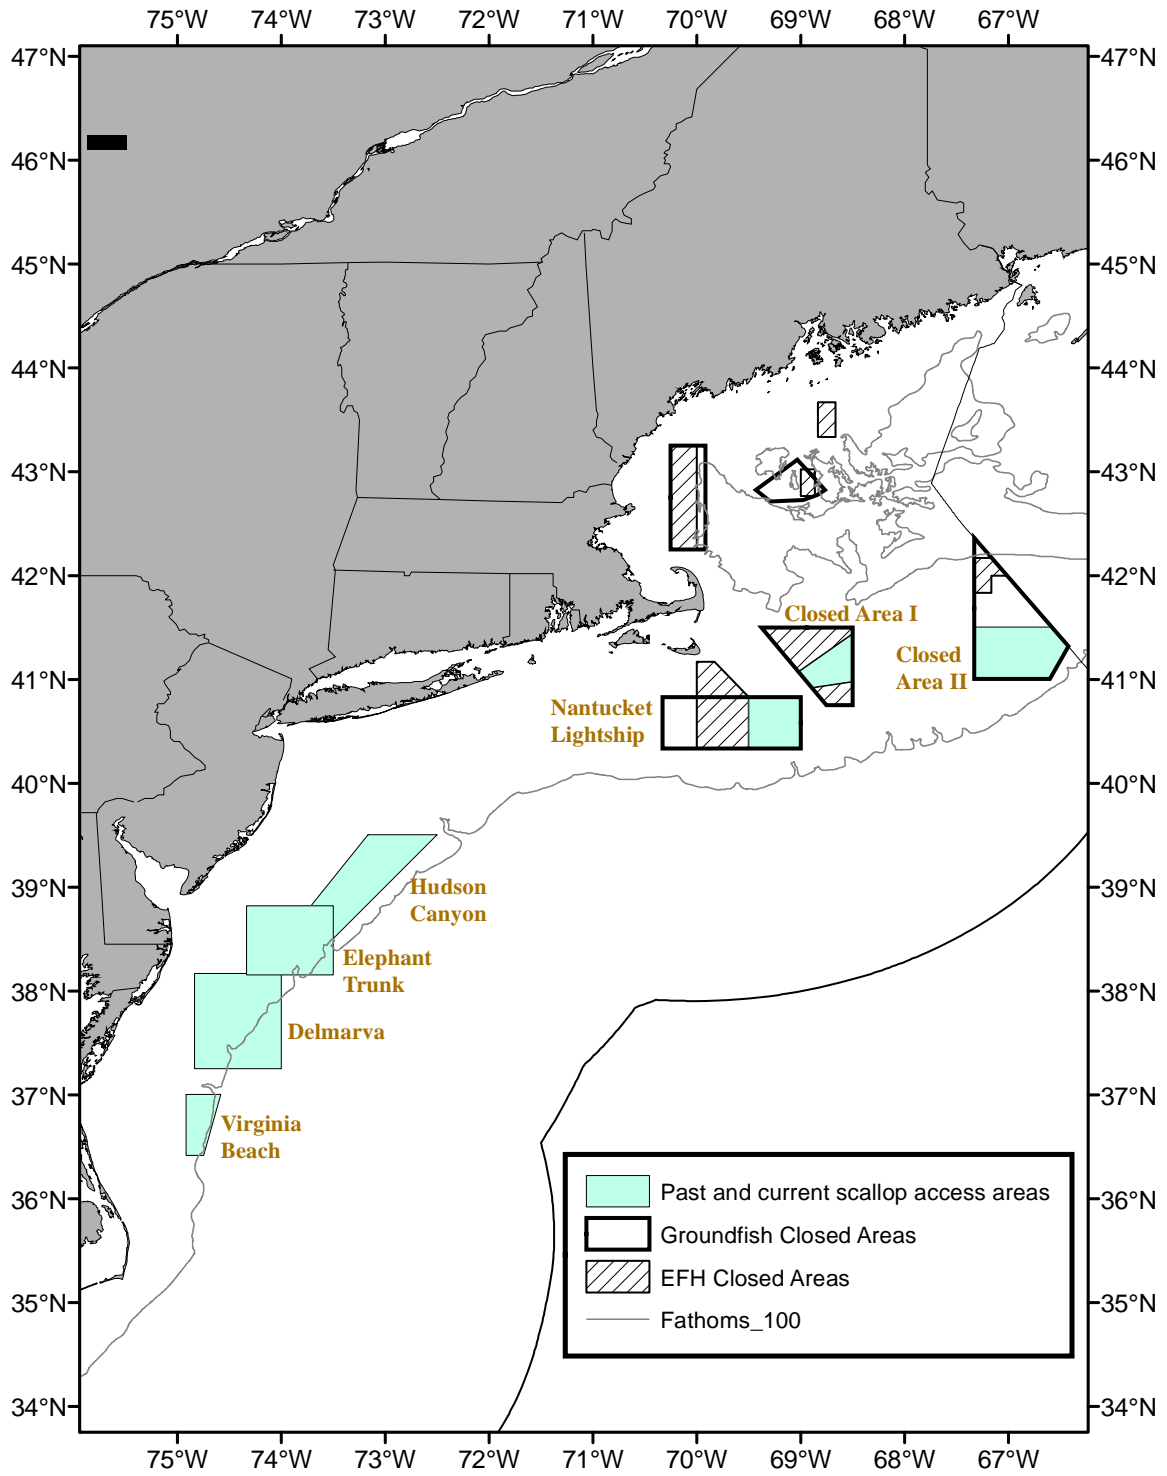 75°W 74°W 73°W 72°W 71°W 70°W 69°W 68°W 67°W
47°N 47°N
46°N 46°N
45°N 45°N
44°N 44°N
43°N 43°N
42°N 42°N
Closed Area I
Closed
Area II
41°N 41°N
Nantucket
Lightship
40°N 40°N
39°N 39°N
Hudson
Canyon
Elephant
Trunk
38°N 38°N
Delmarva
37°N 37°N
Virginia
Beach
36°N 36°N
35°N 35°N
34°N 34°N
Past and current scallop access areas
Groundfish Closed Areas
EFH Closed Areas
Fathoms_100
75°W 74°W 73°W 72°W 71°W 70°W 69°W 68°W 67°W